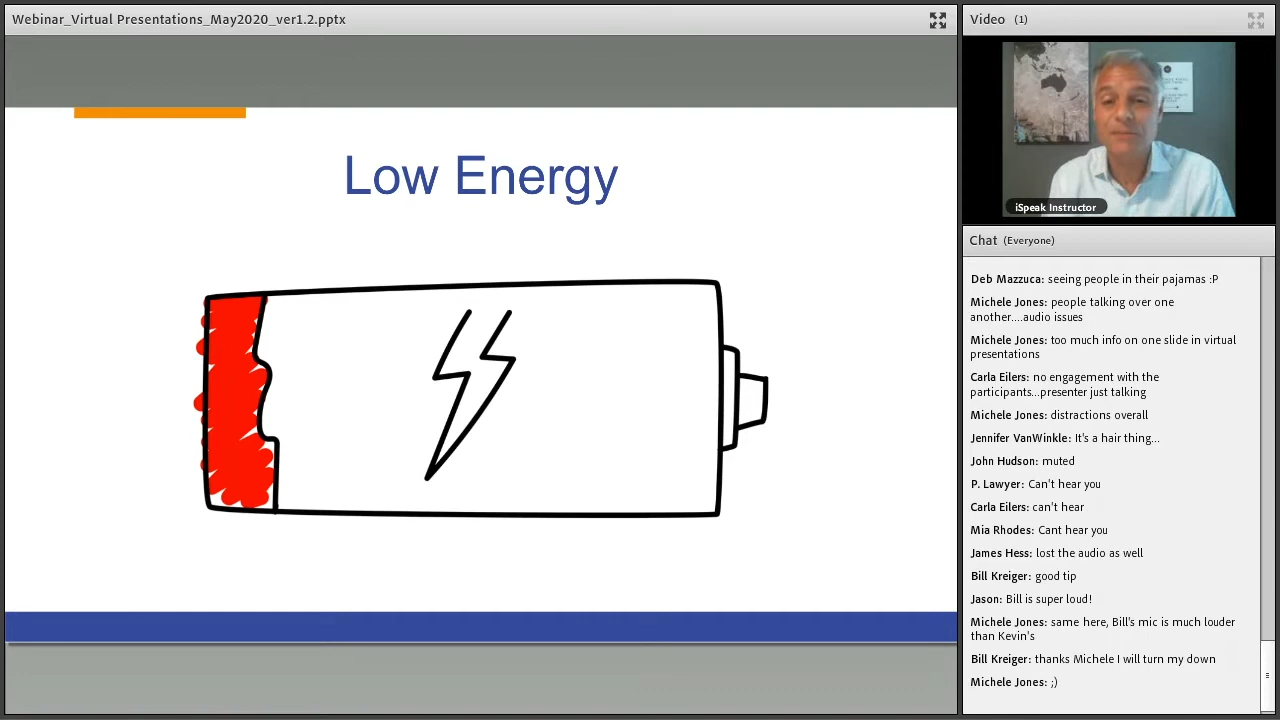 Webinar_Virtual Presentations_May2020_ver1.2.pptx
Low Energy
Video (1)
iSpeak Instructor
Chat (Everyone)
Deb Mazzuca: seeing people in their pajamas :P
Michele Jones: people talking over one
another....audio issues
Michele Jones: too much info on one slide in virtual
presentations
Carla Eilers: no engagement with the
participants...presenter just talking
Michele Jones: distractions overall
Jennifer VanWinkle: It's a hair thing...
John Hudson: muted
P. Lawyer: Can't hear you
Carla Eilers: can't hear
Mia Rhodes: Cant hear you
James Hess: lost the audio as well
Bill Kreiger: good tip
Jason: Bill is super loud!
Michele Jones: same here, Bill's mic is much louder
than Kevin's
Bill Kreiger: thanks Michele I will turn my down
Michele Jones: ;)